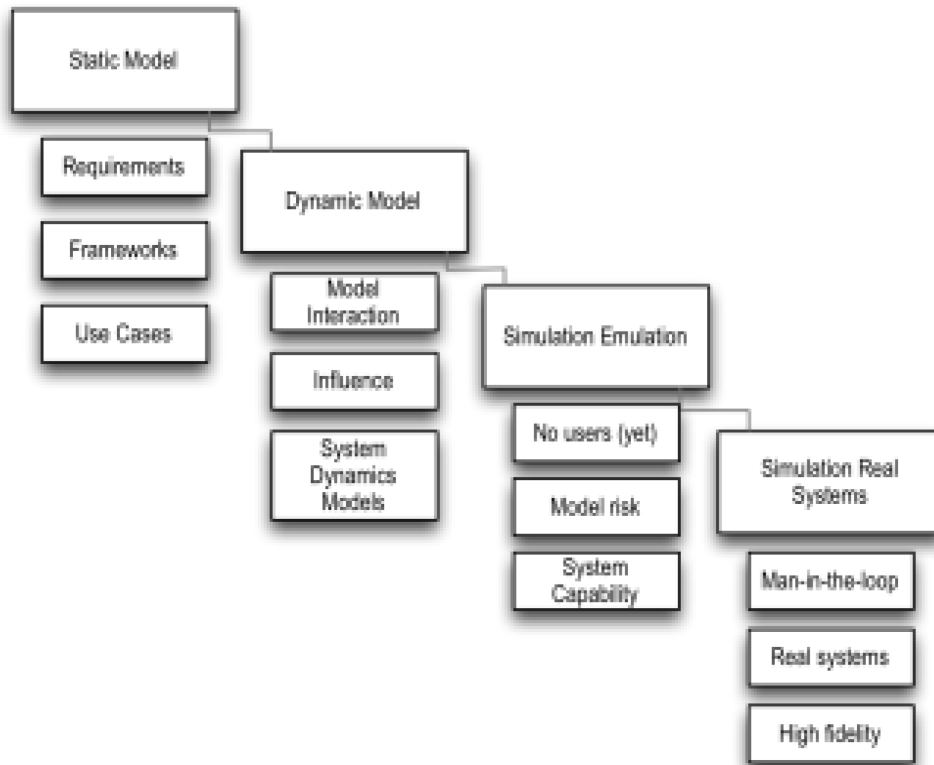 Static Model
Requirements
Frameworks
Use Cases
Dynamic Model
Model
Interaction
Influence
System
Dynamics
Models
Simulation Emulation
No users (yet)
Model risk
System
Capability
Simulation Real
Systems
Man-in-the-loop
Real systems
High fidelity